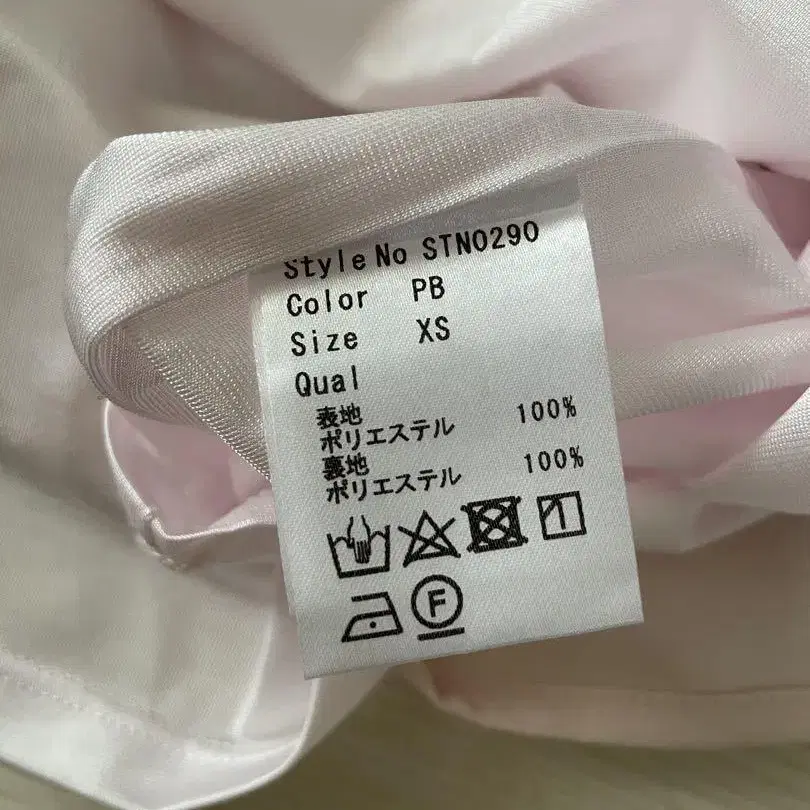 Style No STN0290
Color PB
Size XS
Qual
表地
ポリエステル 100%
裏地
ポリエステル 100%
F